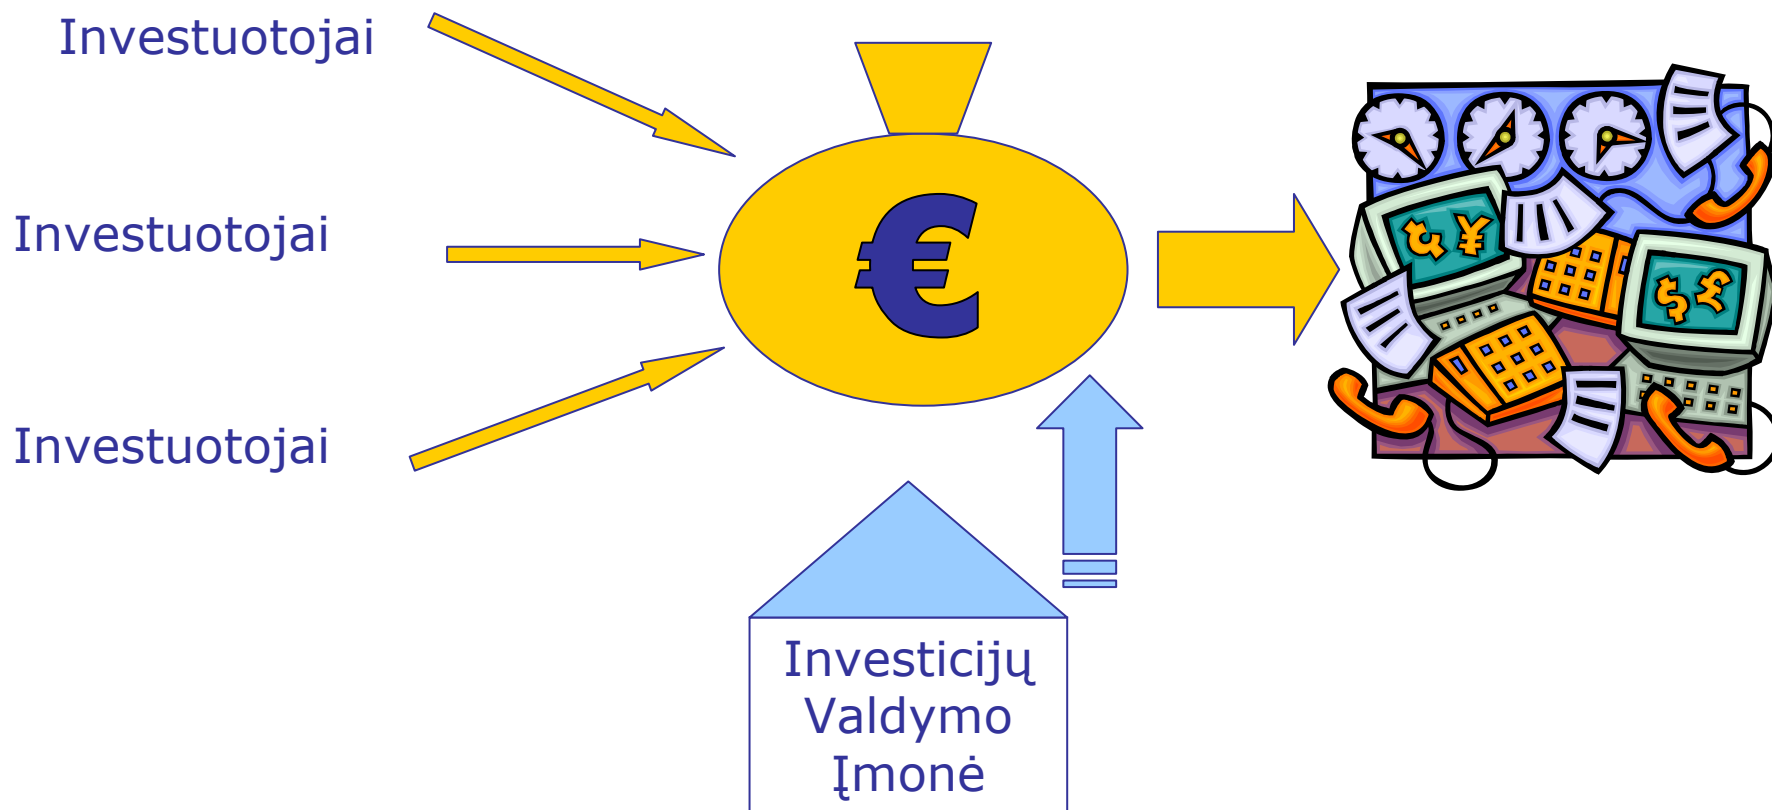 Investuotojai
Investuotojai
Investuotojai
€
¢ ¥
$ £
Investicijų
Valdymo
Įmonė